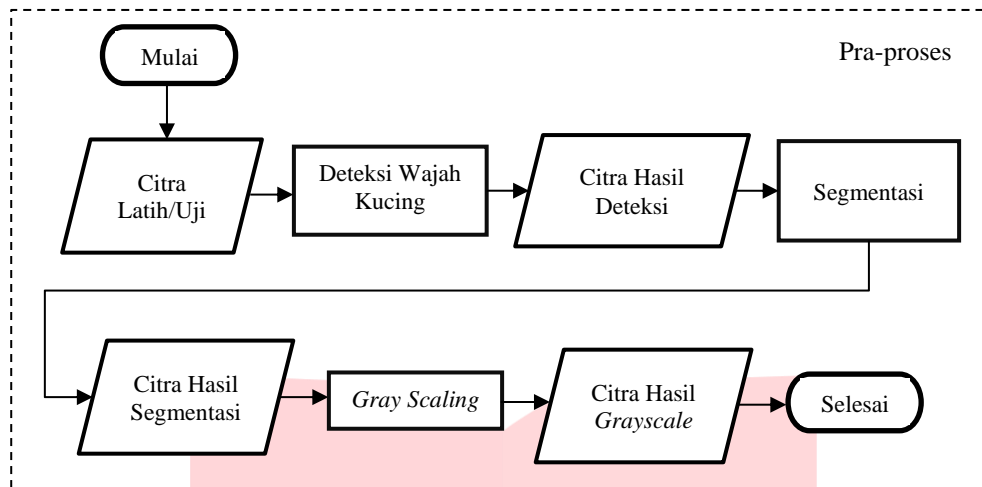 Mulai
Pra-proses
Citra
Latih/Uji
Deteksi Wajah
Kucing
Citra Hasil
Deteksi
Segmentasi
Citra Hasil
Segmentasi
Gray Scaling
Citra Hasil
Grayscale
Selesai